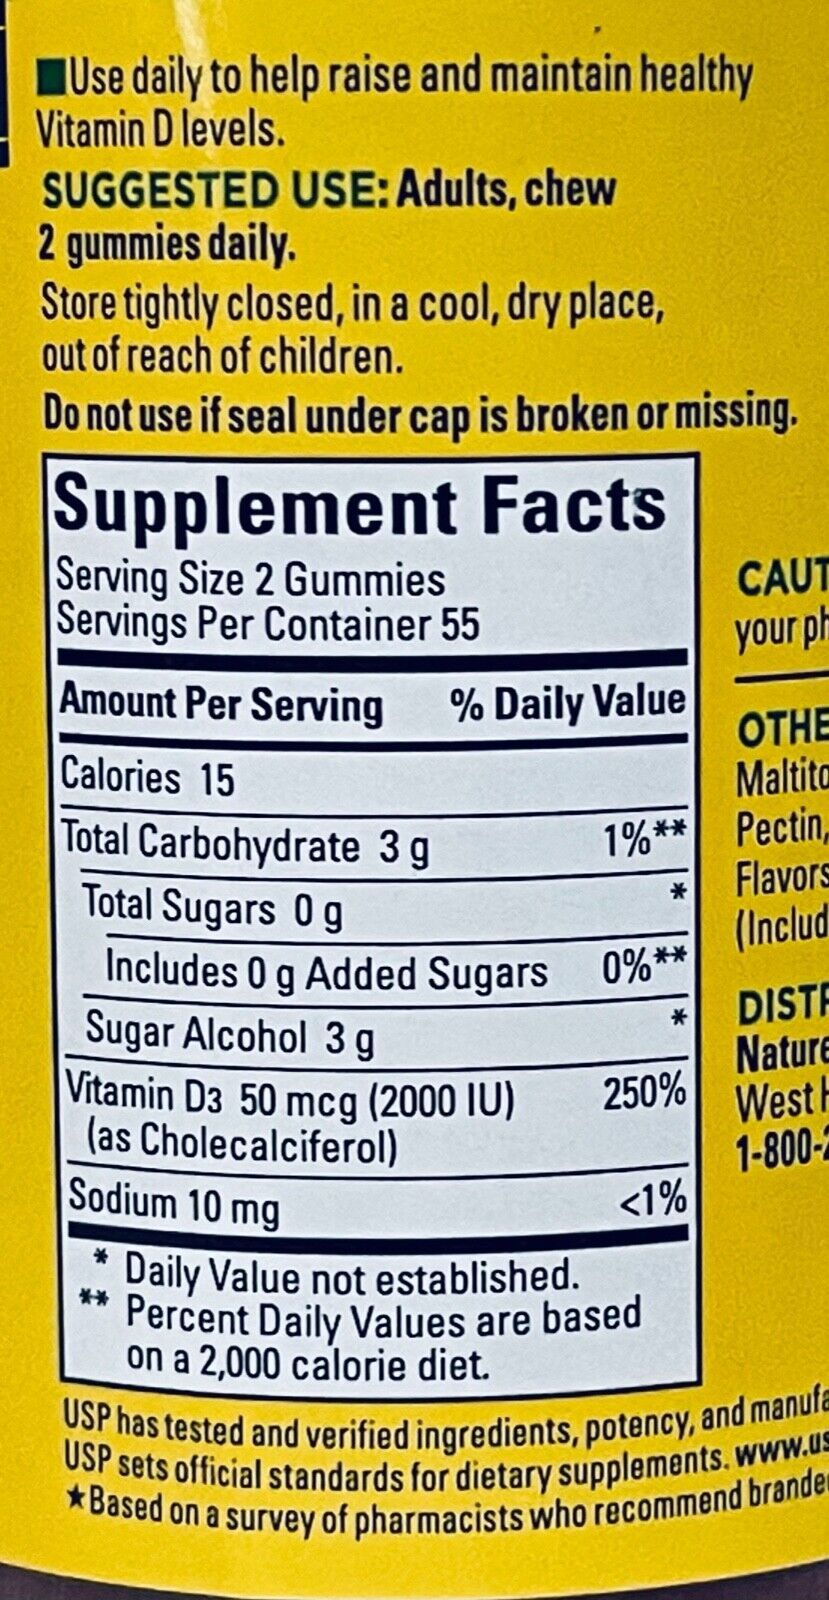 Use daily to help raise and maintain healthy
Vitamin D levels.
SUGGESTED USE: Adults, chew
2 gummies daily.
Store tightly closed, in a cool, dry place,
out of reach of children.
Do not use if seal under cap is broken or missing.
Supplement Facts
Serving Size 2 Gummies
Servings Per Container 55
Amount Per Serving % Daily Value
Calories 15
Total Carbohydrate 3 g 1%**
Total Sugars 0 g *
Includes 0 g Added Sugars 0%**
Sugar Alcohol 3 g *
Vitamin D3 50 mcg (2000 IU) 250%
(as Cholecalciferol)
Sodium 10 mg <1%
* Daily Value not established.
** Percent Daily Values are based
on a 2,000 calorie diet.
USP has tested and verified ingredients, potency, and
USP sets official standards for dietary supplements.
★Based on a survey of pharmacists who recommend
your
Pectin,
1-800-